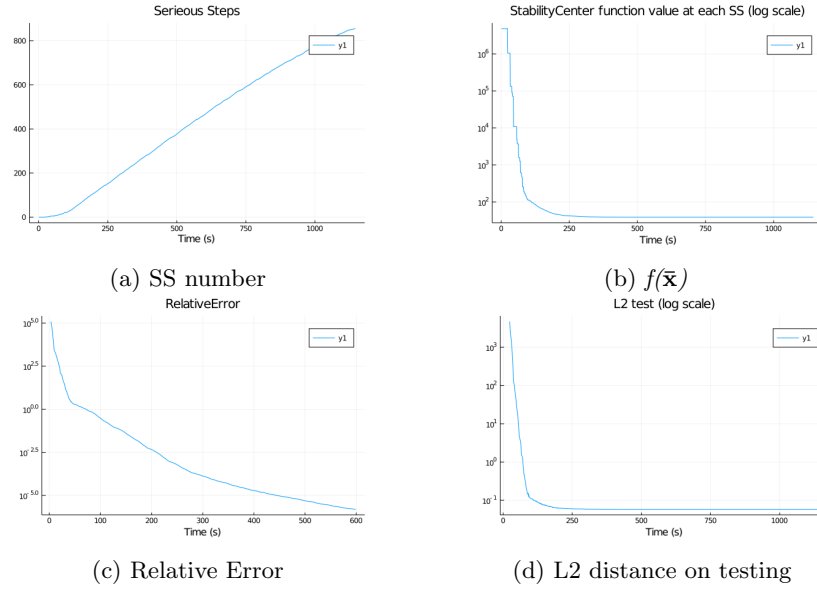 Serieous Steps
800
600
400
200
0
y1
0
250
500
750
1000
Time (s)
(a) SS number
StabilityCenter function value at each SS (log scale)
10^6
10^5
10^4
10^3
10^2
y1
0
250
500
750
1000
Time (s)
(b) f(x̄)
RelativeError
10^5.0
10^2.5
10^0.0
10^-2.5
10^-5.0
y1
0
100
200
300
400
500
600
Time (s)
(c) Relative Error
L2 test (log scale)
10^3
10^2
10^1
10^0
10^-1
y1
0
250
500
750
1000
Time (s)
(d) L2 distance on testing